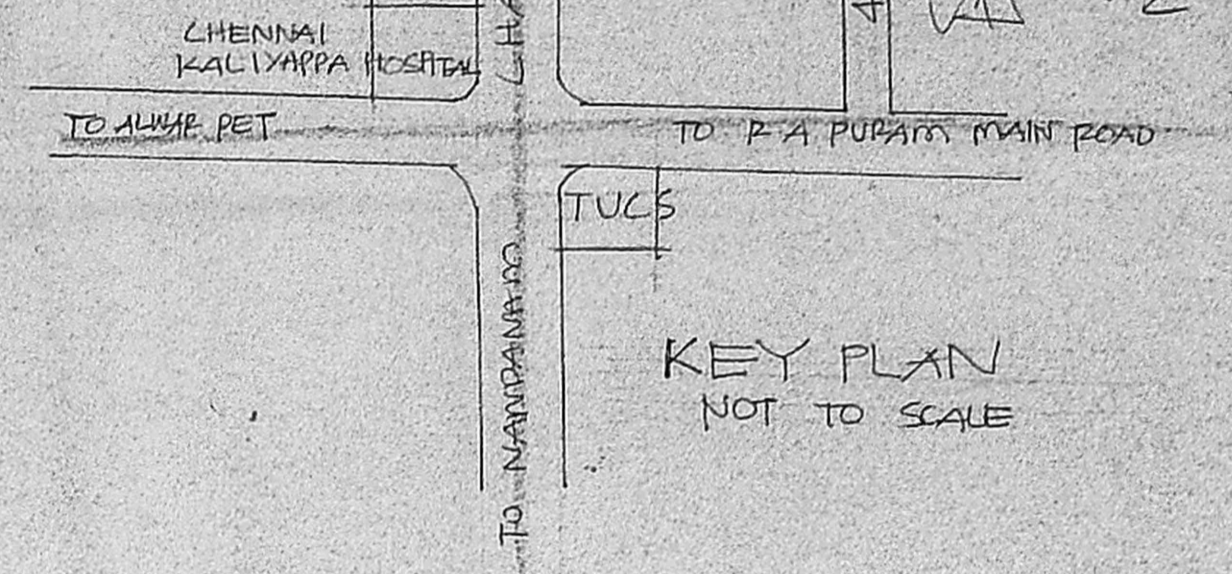 CHENNAI
KALIYAPPA HOSPITAL
TO ALWAR PET
TO R A PURAM MAIN ROAD
TUCS
TO NANDANAM
KEY PLAN
NOT TO SCALE